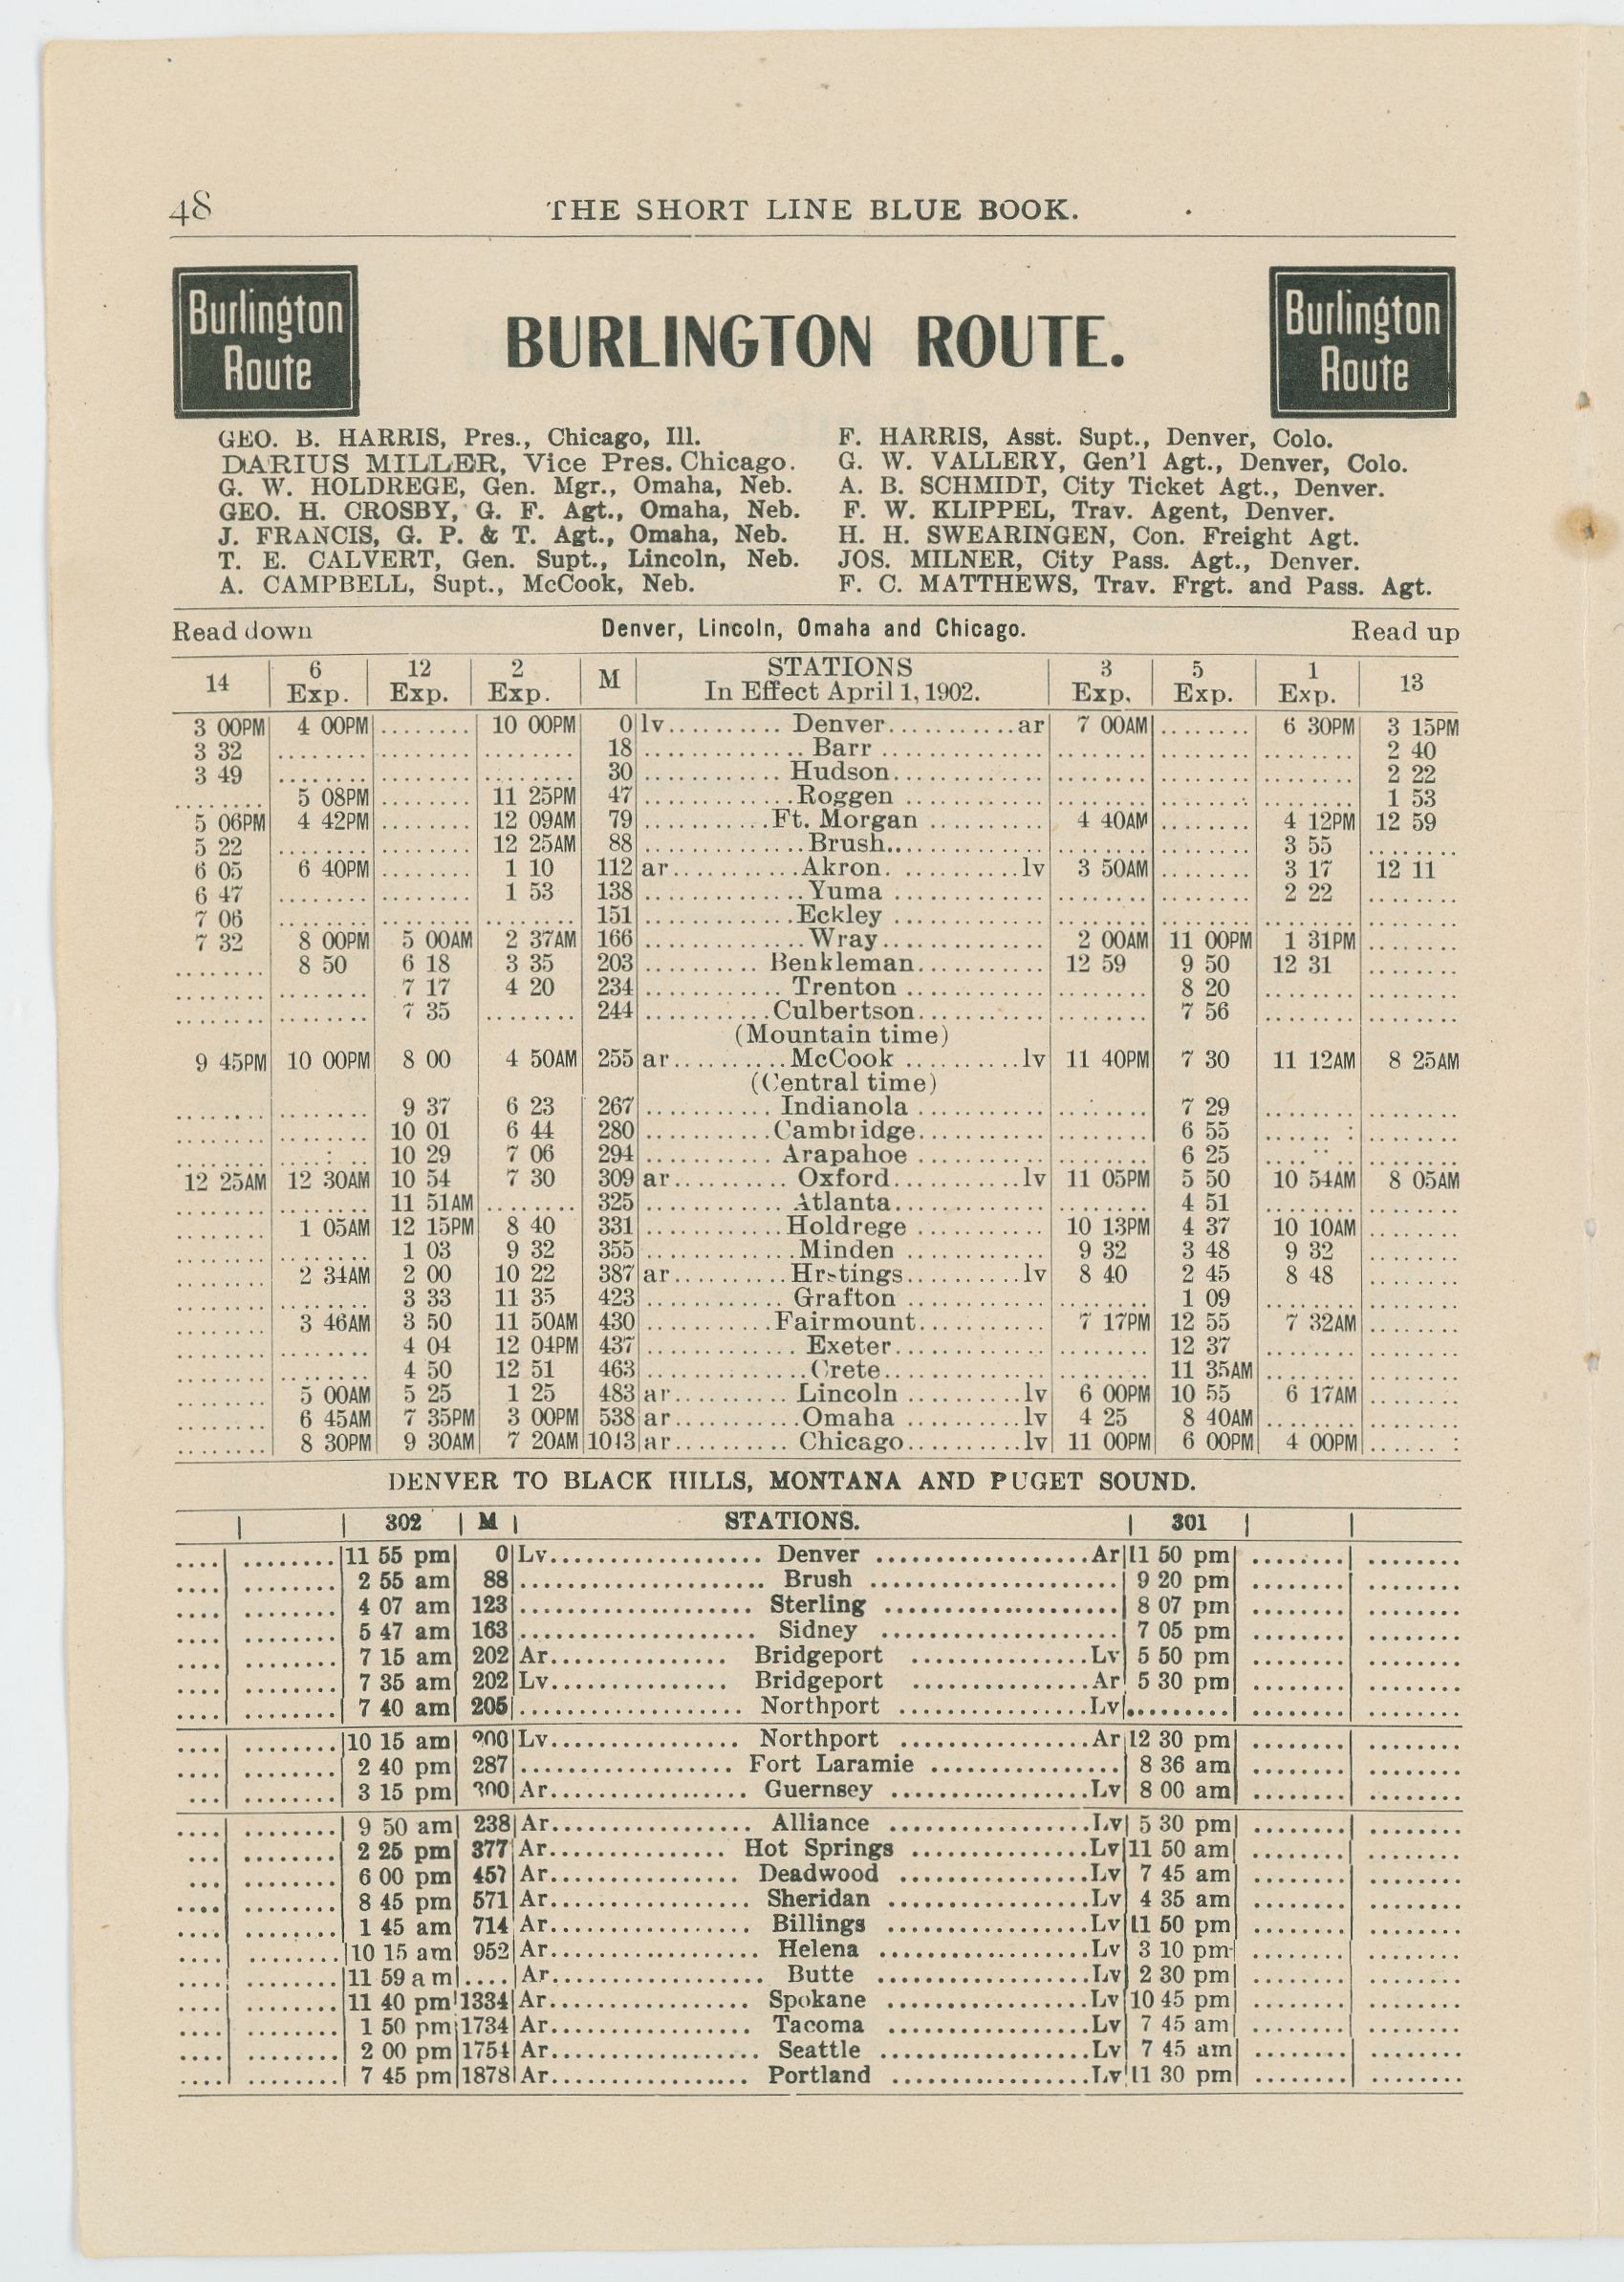 48
THE SHORT LINE BLUE BOOK.
Burlington
Route
BURLINGTON ROUTE.
Burlington
Route
GEO. B. HARRIS, Pres., Chicago, Ill.
DARIUS MILLER, Vice Pres. Chicago.
G. W. HOLDREGE, Gen. Mgr., Omaha, Neb.
GEO. H. CROSBY, G. F. Agt., Omaha, Neb.
J. FRANCIS, G. P. & T. Agt., Omaha, Neb.
T. E. CALVERT, Gen. Supt., Lincoln, Neb.
A. CAMPBELL, Supt., McCook, Neb.
F. HARRIS, Asst. Supt., Denver, Colo.
G. W. VALLERY, Gen'l Agt., Denver, Colo.
A. B. SCHMIDT, City Ticket Agt., Denver.
F. W. KLIPPEL, Trav. Agent, Denver.
H. H. SWEARINGEN, Con. Freight Agt.
JOS. MILNER, City Pass. Agt., Denver.
F. C. MATTHEWS, Trav. Frgt. and Pass. Agt.
Read down Denver, Lincoln, Omaha and Chicago. Read up
14 6 Exp. 12 Exp. 2 Exp. M STATIONS In Effect April 1, 1902. 3 Exp. 5 Exp. 1 Exp. 13
3 00PM 4 00PM ........ 10 00PM 0 lv.......... Denver...........ar 7 00AM ........ 6 30PM 3 15PM
3 32 ........ ........ ........ 18 ............... Barr ............... ........ ........ ........ 2 40
3 49 ........ ........ ........ 30 ............. Hudson.............. ........ ........ ........ 2 22
........ 5 08PM ........ 11 25PM 47 ..............Roggen ............. ........ ........ ........ 1 53
5 06PM 4 42PM ........ 12 09AM 79 ............Ft. Morgan ........... 4 40AM ........ 4 12PM 12 59
5 22 ........ ........ 12 25AM 88 ...............Brush............... ........ ........ 3 55 ........
6 05 6 40PM ........ 1 10 112 ar...........Akron. ..........lv 3 50AM ........ 3 17 12 11
6 47 ........ ........ 1 53 138 ...............Yuma ............... ........ ........ 2 22 ........
7 06 ........ ........ ........ 151 ..............Eckley .............. ........ ........ ........ ........
7 32 8 00PM 5 00AM 2 37AM 166 ...............Wray............... 2 00AM 11 00PM 1 31PM ........
........ 8 50 6 18 3 35 203 ........... Benkleman............ 12 59 9 50 12 31 ........
........ ........ 7 17 4 20 234 ............. Trenton ............. ........ 8 20 ........ ........
........ ........ 7 35 ........ 244 ............Culbertson............ ........ 7 56 ........ ........
(Mountain time)
9 45PM 10 00PM 8 00 4 50AM 255 ar..........McCook ..........lv 11 40PM 7 30 11 12AM 8 25AM
(Central time)
........ ........ 9 37 6 23 267 ............ Indianola ............ ........ 7 29 ........ ........
........ ........ 10 01 6 44 280 ............Cambridge............ ........ 6 55 ........ ........
........ ........ 10 29 7 06 294 ............ Arapahoe ............ ........ 6 25 ........ ........
12 25AM 12 30AM 10 54 7 30 309 ar.......... Oxford...........lv 11 05PM 5 50 10 54AM 8 05AM
........ ........ 11 51AM ........ 325 ............. Atlanta.............. ........ 4 51 ........ ........
........ 1 05AM 12 15PM 8 40 331 .............Holdrege ............. 10 13PM 4 37 10 10AM ........
........ ........ 1 03 9 32 355 ..............Minden ............. 9 32 3 48 9 32 ........
........ 2 34AM 2 00 10 22 387 ar..........Hastings...........lv 8 40 2 45 8 48 ........
........ ........ 3 33 11 35 423 ............. Grafton ............. ........ 1 09 ........ ........
........ 3 46AM 3 50 11 50AM 430 ............Fairmount............ 7 17PM 12 55 7 32AM ........
........ ........ 4 04 12 04PM 437 .............. Exeter.............. ........ 12 37 ........ ........
........ ........ 4 50 12 51 463 ...............Crete............... ........ 11 35AM ........ ........
........ 5 00AM 5 25 1 25 483 ar........... Lincoln ..........lv 6 00PM 10 55 6 17AM ........
........ 6 45AM 7 35PM 3 00PM 538 ar...........Omaha ..........lv 4 25 8 40AM ........ ........
........ 8 30PM 9 30AM 7 20AM 1043 ar.......... Chicago..........lv 11 00PM 6 00PM 4 00PM ........
DENVER TO BLACK HILLS, MONTANA AND PUGET SOUND.
302 M STATIONS. 301
.... ........ 11 55 pm 0 Lv.................. Denver ..................Ar 11 50 pm ........ ........
.... ........ 2 55 am 88 ..................... Brush ..................... 9 20 pm ........ ........
.... ........ 4 07 am 123 .................... Sterling .................... 8 07 pm ........ ........
.... ........ 5 47 am 163 .................... Sidney .................... 7 05 pm ........ ........
.... ........ 7 15 am 202 Ar............... Bridgeport ...............Lv 5 50 pm ........ ........
.... ........ 7 35 am 202 Lv............... Bridgeport ...............Ar 5 30 pm ........ ........
.... ........ 7 40 am 205 ................... Northport ................Lv ......... ........ ........
.... ........ 10 15 am 200 Lv................ Northport ................Ar 12 30 pm ........ ........
.... ........ 2 40 pm 287 .................. Fort Laramie ................ 8 36 am ........ ........
... ........ 3 15 pm 300 Ar................. Guernsey .................Lv 8 00 am ........ ........
.... ........ 9 50 am 238 Ar................. Alliance .................Lv 5 30 pm ........ ........
... ........ 2 25 pm 377 Ar............... Hot Springs ...............Lv 11 50 am ........ ........
... ........ 6 00 pm 457 Ar................ Deadwood ................Lv 7 45 am ........ ........
.... ........ 8 45 pm 571 Ar................. Sheridan .................Lv 4 35 am ........ ........
.... ........ 1 45 am 714 Ar................. Billings .................Lv 11 50 pm ........ ........
.... ........ 10 15 am 952 Ar.................. Helena ..................Lv 3 10 pm ........ ........
.... ........ 11 59 am .... Ar.................. Butte ..................Lv 2 30 pm ........ ........
.... ........ 11 40 pm 1334 Ar................. Spokane .................Lv 10 45 pm ........ ........
.... ........ 1 50 pm 1734 Ar................. Tacoma .................Lv 7 45 am ........ ........
.... ........ 2 00 pm 1754 Ar.................. Seattle ..................Lv 7 45 am ........ ........
.... ........ 7 45 pm 1878 Ar................. Portland .................Lv 11 30 pm ........ ........